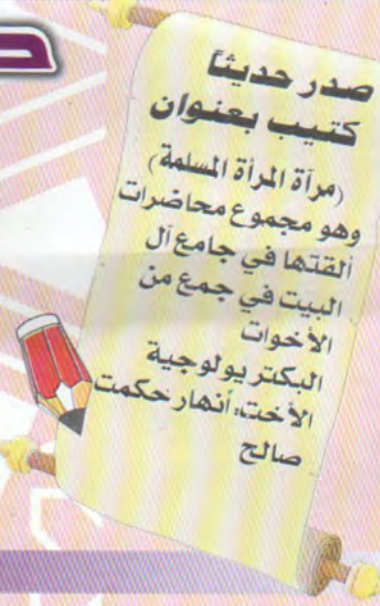 صدر حديثاً
كتيب بعنوان
(مرآة المرأة المسلمة)
وهو مجموع محاضرات
ألقتها في جامع آل
البيت في جمع من
الأخوات
البكتريولوجية
الأخت، أنهار حكمت
صالح